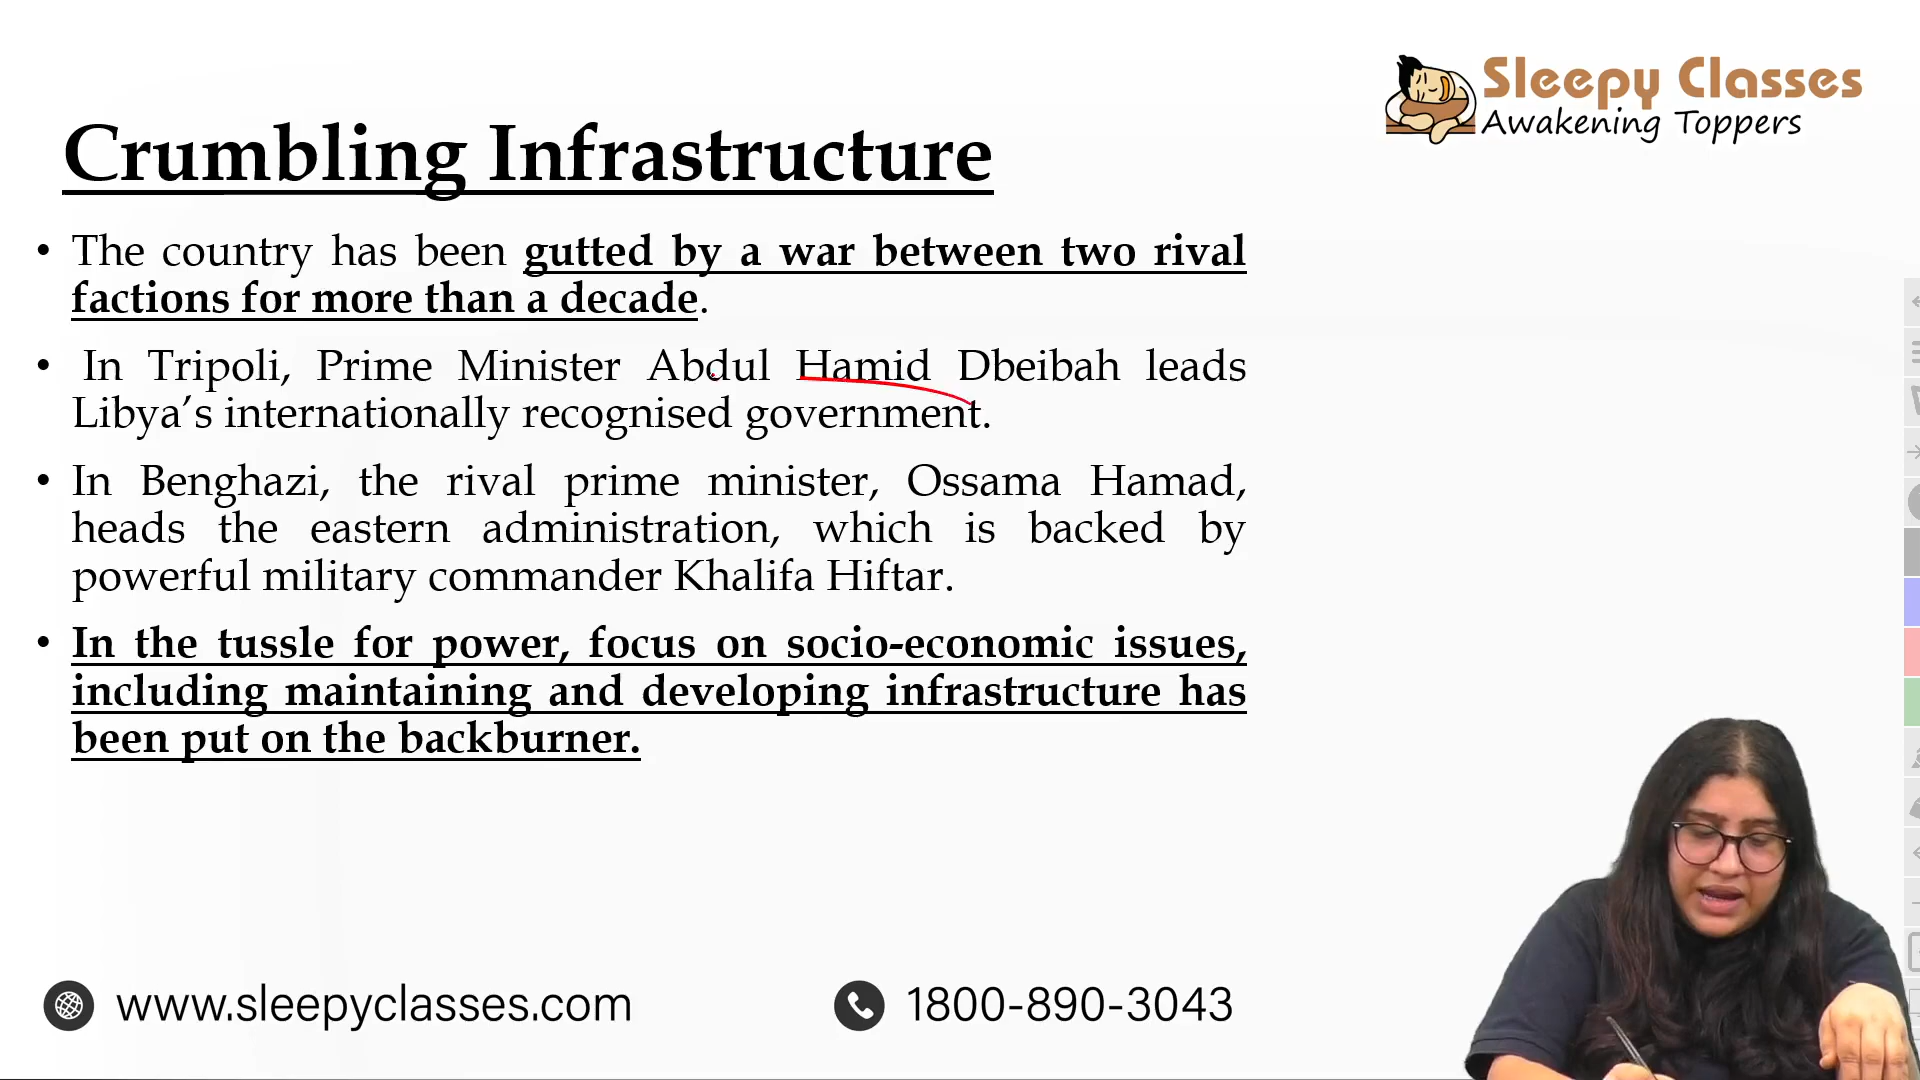 Sleepy Classes
Awakening Toppers
Crumbling Infrastructure
• The country has been gutted by a war between two rival
factions for more than a decade.
• In Tripoli, Prime Minister Abdul Hamid Dbeibah leads
Libya’s internationally recognised government.
• In Benghazi, the rival prime minister, Ossama Hamad,
heads the eastern administration, which is backed by
powerful military commander Khalifa Hiftar.
• In the tussle for power, focus on socio-economic issues,
including maintaining and developing infrastructure has
been put on the backburner.
www.sleepyclasses.com
1800-890-3043